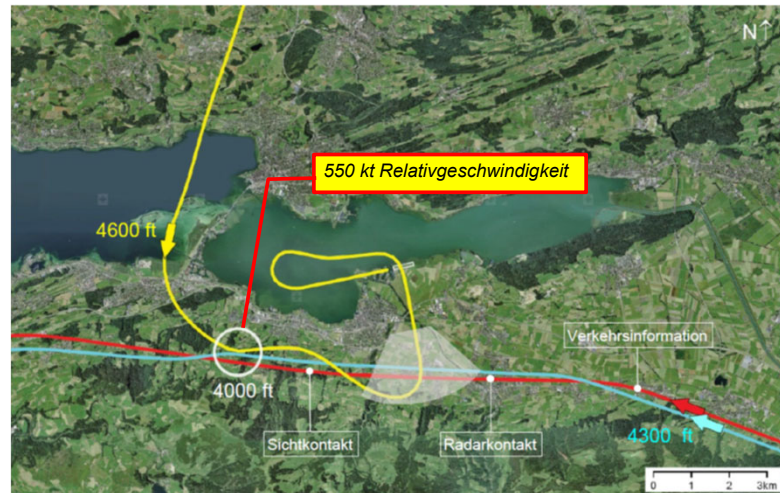 N↑
550 kt Relativgeschwindigkeit
4600 ft
Verkehrsinformation
4000 ft
Sichtkontakt
Radarkontakt
4300 ft
0 1 2 3km